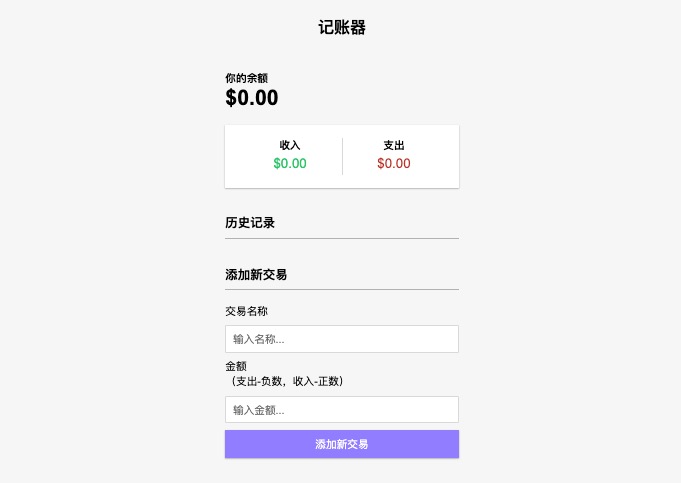 记账器
你的余额
$0.00
收入
支出
$0.00
$0.00
历史记录
添加新交易
交易名称
输入名称...
金额
（支出-负数，收入-正数）
输入金额...
添加新交易